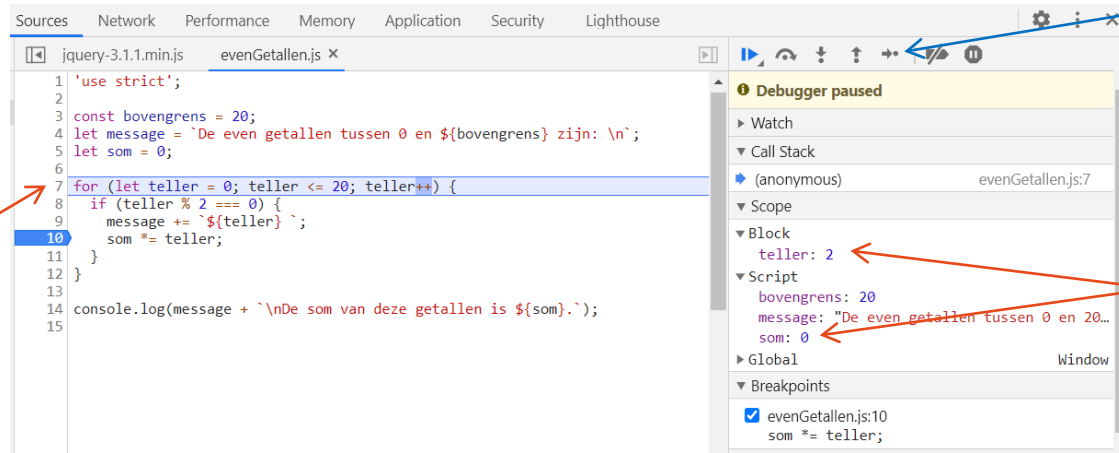 Sources Network Performance Memory Application Security Lighthouse
jquery-3.1.1.min.js evenGetallen.js ×
1 'use strict';
2
3 const bovengrens = 20;
4 let message = `De even getallen tussen 0 en ${bovengrens} zijn: \n`;
5 let som = 0;
6
7 for (let teller = 0; teller <= 20; teller++) {
8 if (teller % 2 === 0) {
9 message += `${teller} `;
10 som *= teller;
11 }
12 }
13
14 console.log(message + `\nDe som van deze getallen is ${som}.`);
15
Debugger paused
Watch
Call Stack
(anonymous) evenGetallen.js:7
Scope
Block
teller: 2
Script
bovengrens: 20
message: "De even getallen tussen 0 en 20…
som: 0
Global Window
Breakpoints
evenGetallen.js:10
som *= teller;